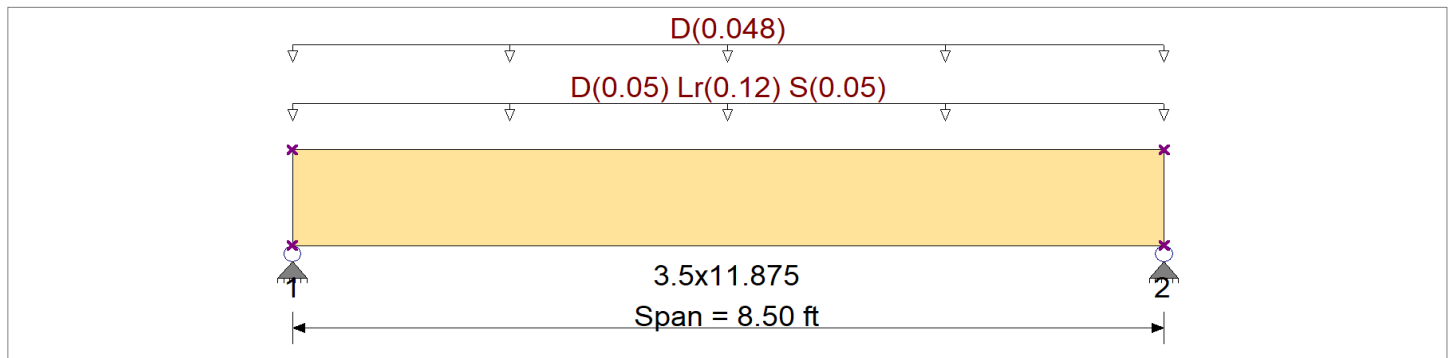 D(0.048)
D(0.05) Lr(0.12) S(0.05)
3.5x11.875
1
2
Span = 8.50 ft